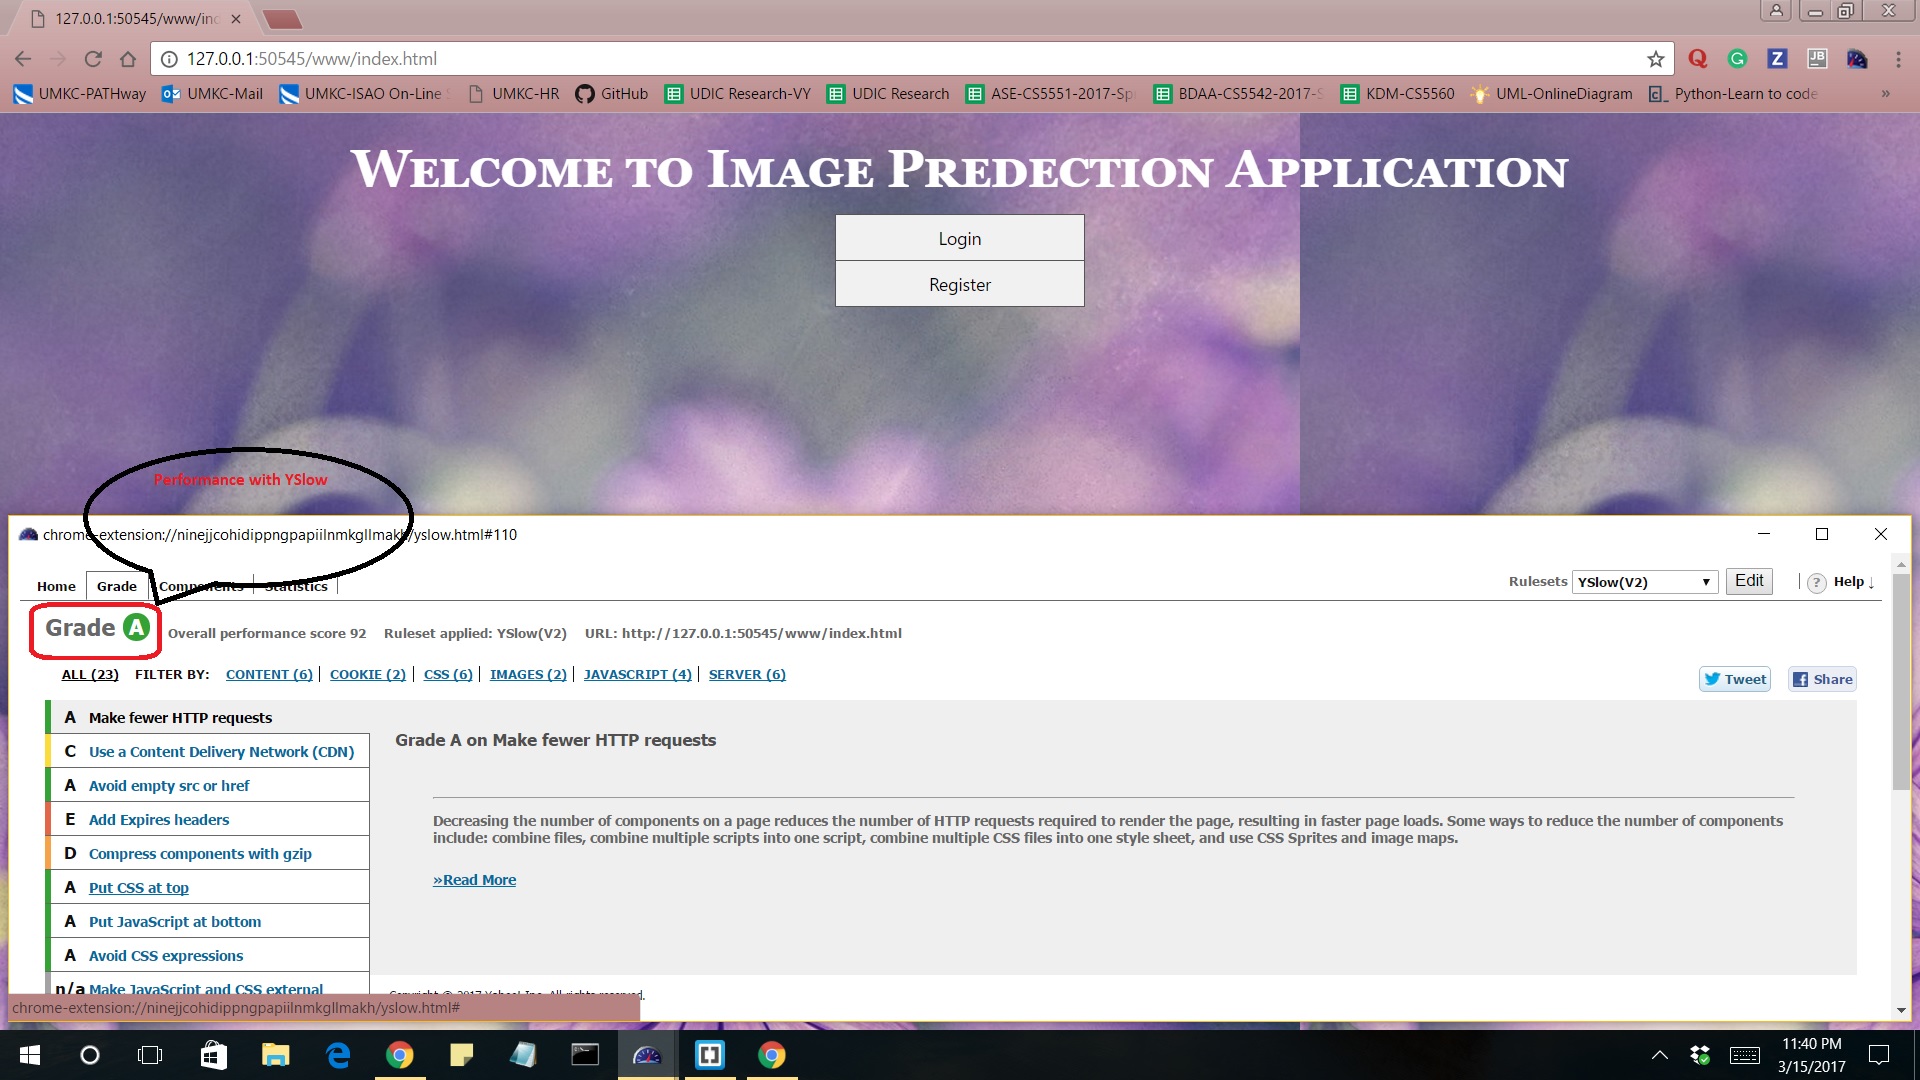 127.0.0.1:50545/www/ind
127.0.0.1:50545/www/index.html
UMKC-PATHway UMKC-Mail UMKC-ISAO On-Line UMKC-HR GitHub UDIC Research-VY UDIC Research ASE-CS5551-2017-Sp BDAA-CS5542-2017-S KDM-CS5560 UML-OnlineDiagram Python-Learn to code »
Welcome to Image Predection Application
Login
Register
Performance with YSlow
chrome-extension://ninejjcohidippngpapiilnmkgllmakh/yslow.html#110
Home Grade Components Statistics Rulesets YSlow(V2) Edit ? Help ↓
Grade A Overall performance score 92 Ruleset applied: YSlow(V2) URL: http://127.0.0.1:50545/www/index.html
ALL (23) FILTER BY: CONTENT (6) | COOKIE (2) | CSS (6) | IMAGES (2) | JAVASCRIPT (4) | SERVER (6) Tweet Share
A Make fewer HTTP requests
C Use a Content Delivery Network (CDN)
A Avoid empty src or href
E Add Expires headers
D Compress components with gzip
A Put CSS at top
A Put JavaScript at bottom
A Avoid CSS expressions
n/a Make JavaScript and CSS external
Grade A on Make fewer HTTP requests
Decreasing the number of components on a page reduces the number of HTTP requests required to render the page, resulting in faster page loads. Some ways to reduce the number of components
include: combine files, combine multiple scripts into one script, combine multiple CSS files into one style sheet, and use CSS Sprites and image maps.
»Read More
Copyright © 2017 Yahoo! Inc. All rights reserved.
chrome-extension://ninejjcohidippngpapiilnmkgllmakh/yslow.html#
11:40 PM
3/15/2017